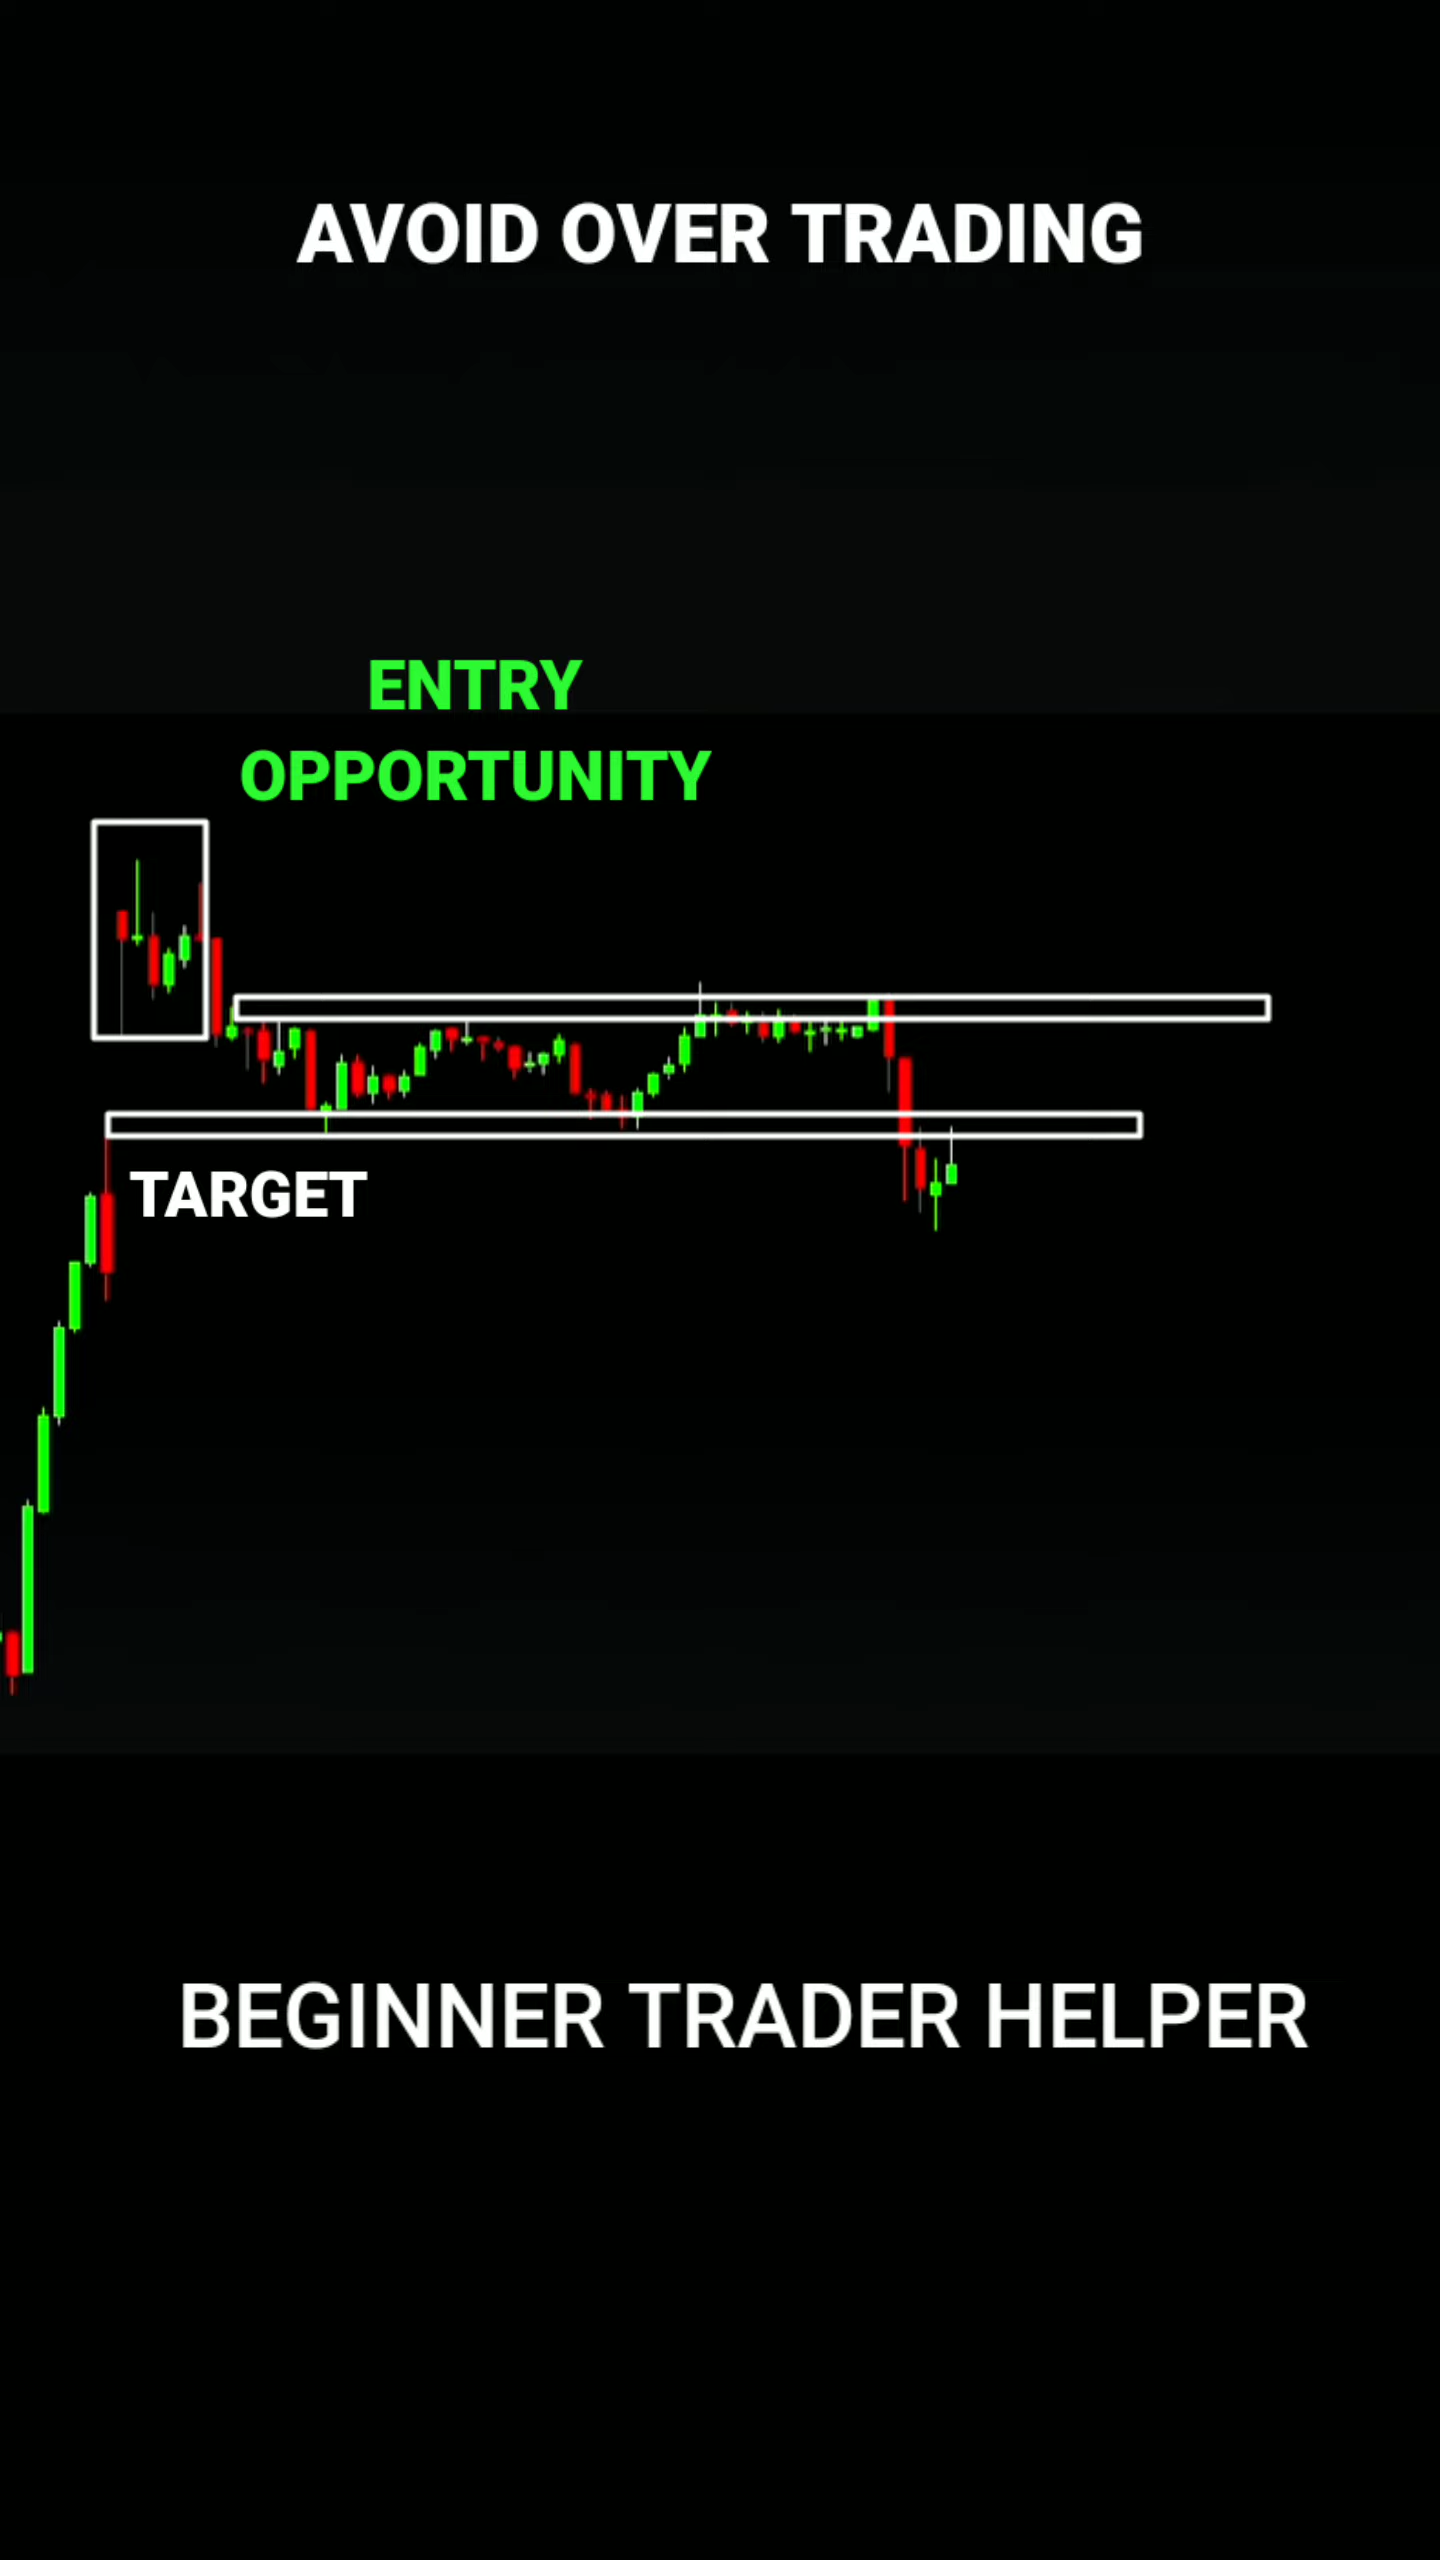 AVOID OVER TRADING
ENTRY
OPPORTUNITY
TARGET
BEGINNER TRADER HELPER